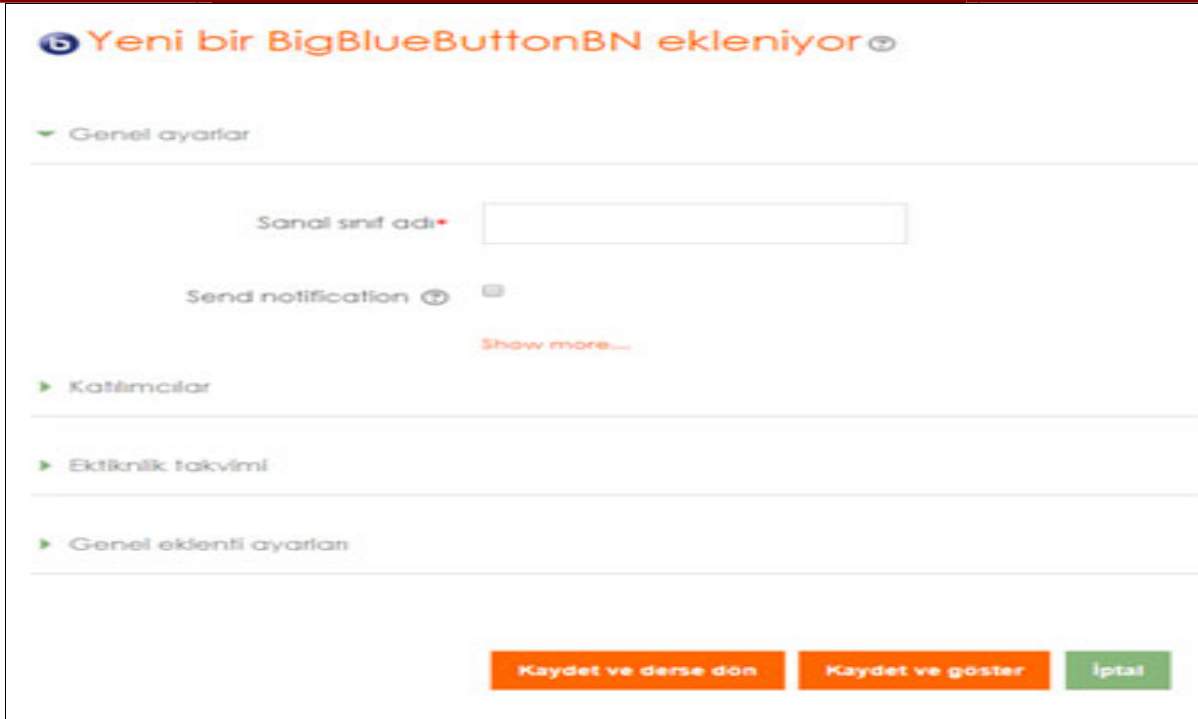 Yeni bir BigBlueButtonBN ekleniyor
Genel ayarlar
Sanal sınıf adı*
Send notification
Show more...
Katılımcılar
Ektiknlik takvimi
Genel eklenti ayarları
Kaydet ve derse dön Kaydet ve göster İptal